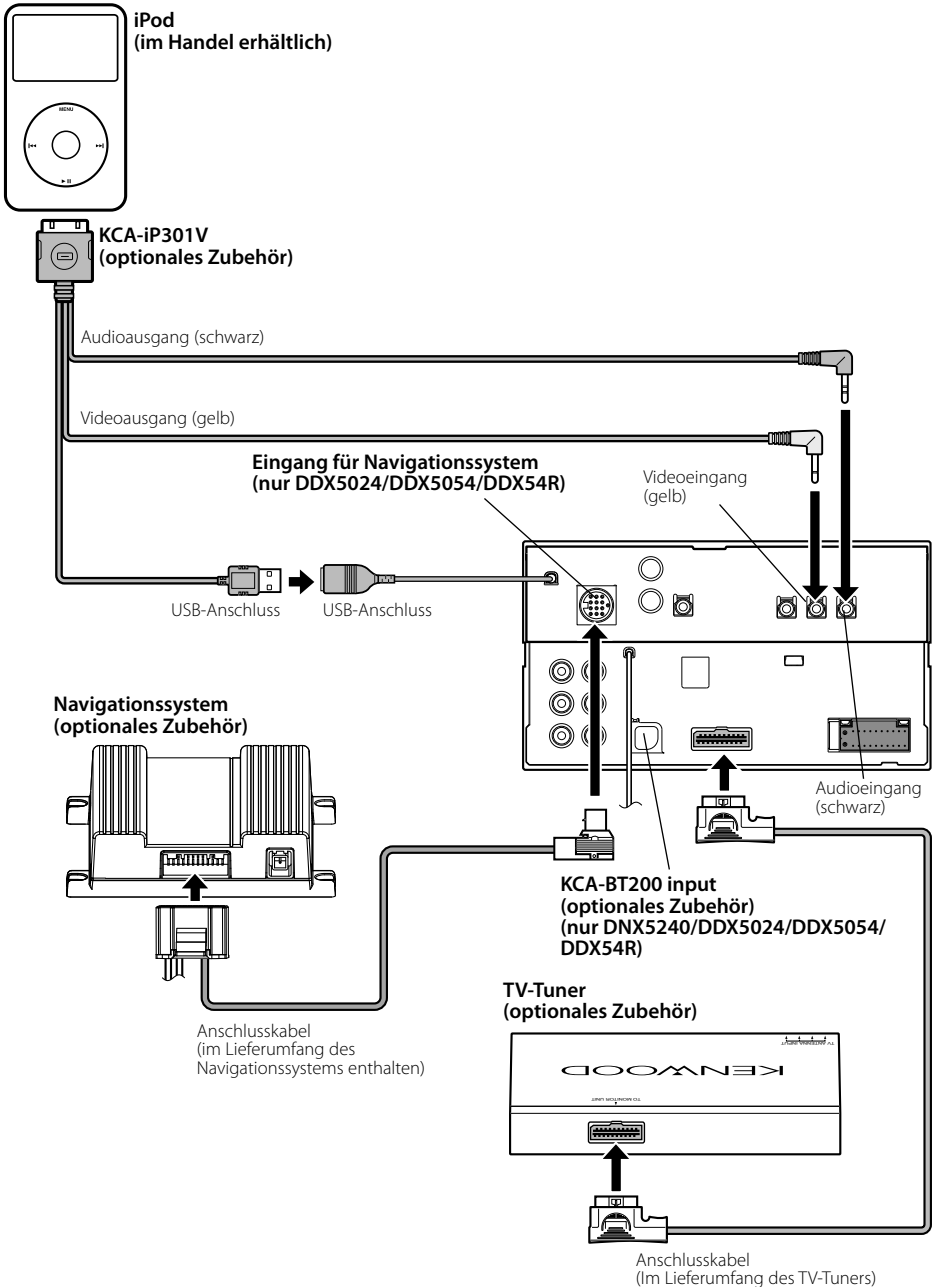 iPod
(im Handel erhältlich)
MENU
KCA-iP301V
(optionales Zubehör)
Audioausgang (schwarz)
Videoausgang (gelb)
Eingang für Navigationssystem
(nur DDX5024/DDX5054/DDX54R)
Videoeingang
(gelb)
USB-Anschluss
USB-Anschluss
Navigationssystem
(optionales Zubehör)
Audioeingang
(schwarz)
KCA-BT200 input
(optionales Zubehör)
(nur DNX5240/DDX5024/DDX5054/
DDX54R)
Anschlusskabel
(im Lieferumfang des
Navigationssystems enthalten)
TV-Tuner
(optionales Zubehör)
TV ANTENNA INPUT
KENWOOD
TO MONITOR UNIT
Anschlusskabel
(Im Lieferumfang des TV-Tuners)